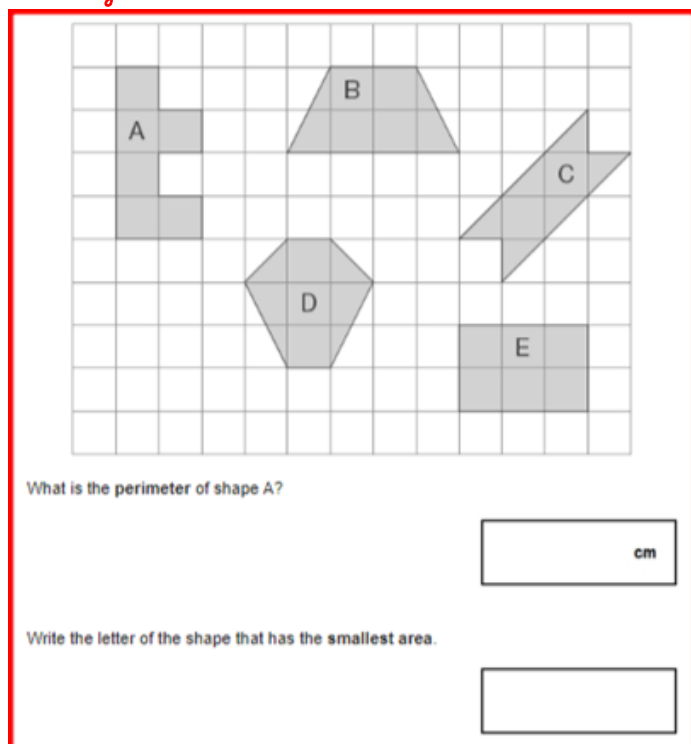 B
A
C
D
E
What is the perimeter of shape A?
cm
Write the letter of the shape that has the smallest area.